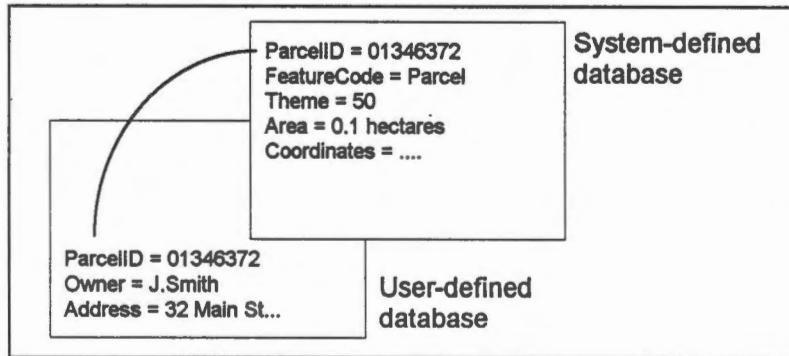 ParcelID = 01346372
FeatureCode = Parcel
Theme = 50
Area = 0.1 hectares
Coordinates = ....
System-defined
database
ParcelID = 01346372
Owner = J.Smith
Address = 32 Main St...
User-defined
database